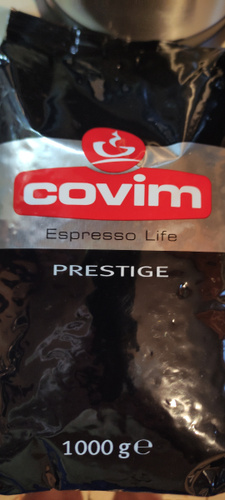 covim
Espresso Life
PRESTIGE
1000 g℮